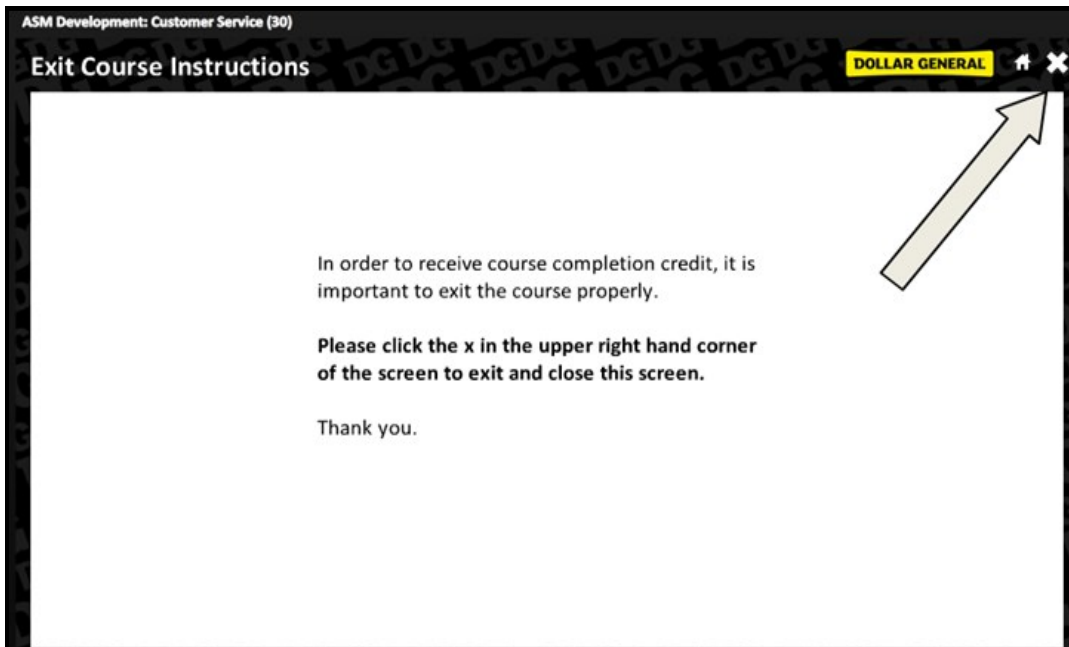 ASM Development: Customer Service (30)
Exit Course Instructions
DOLLAR GENERAL
In order to receive course completion credit, it is
important to exit the course properly.
Please click the x in the upper right hand corner
of the screen to exit and close this screen.
Thank you.